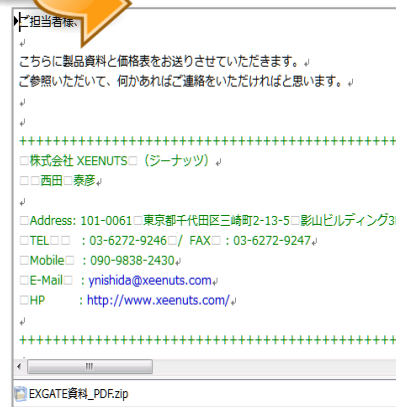 ご担当者様、
こちらに製品資料と価格表をお送りさせていただきます。
ご参照いただいて、何かあればご連絡をいただければと思います。
++++++++++++++++++++++++++++++++++++++++++++
□株式会社 XEENUTS□（ジーナッツ）
□□西田□泰彦
□Address: 101-0061□東京都千代田区三崎町2-13-5□影山ビルディング3
□TEL□□ : 03-6272-9246□/ FAX□ : 03-6272-9247
□Mobile□ : 090-9838-2430
□E-Mail□ : ynishida@xeenuts.com
□HP : http://www.xeenuts.com/
++++++++++++++++++++++++++++++++++++++++++++
EXGATE資料_PDF.zip